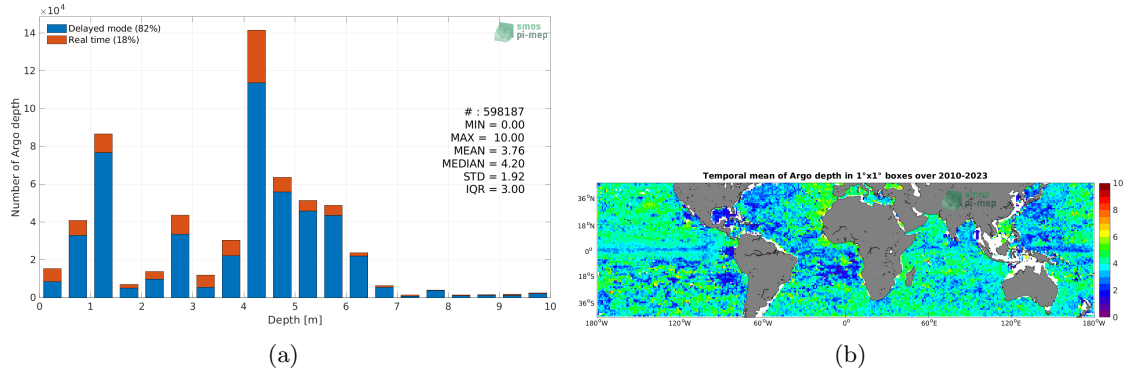 ×10⁴
14
12
10
8
6
4
2
0
Number of Argo depth
Delayed mode (82%)
Real time (18%)
smos
pi-mep
# : 598187
MIN = 0.00
MAX = 10.00
MEAN = 3.76
MEDIAN = 4.20
STD = 1.92
IQR = 3.00
0 1 2 3 4 5 6 7 8 9 10
Depth [m]
(a)
Temporal mean of Argo depth in 1°x1° boxes over 2010-2023
smos
pi-mep
36°N
18°N
0°
18°S
36°S
180°W 120°W 60°W 0° 60°E 120°E 180°W
10
8
6
4
2
0
(b)